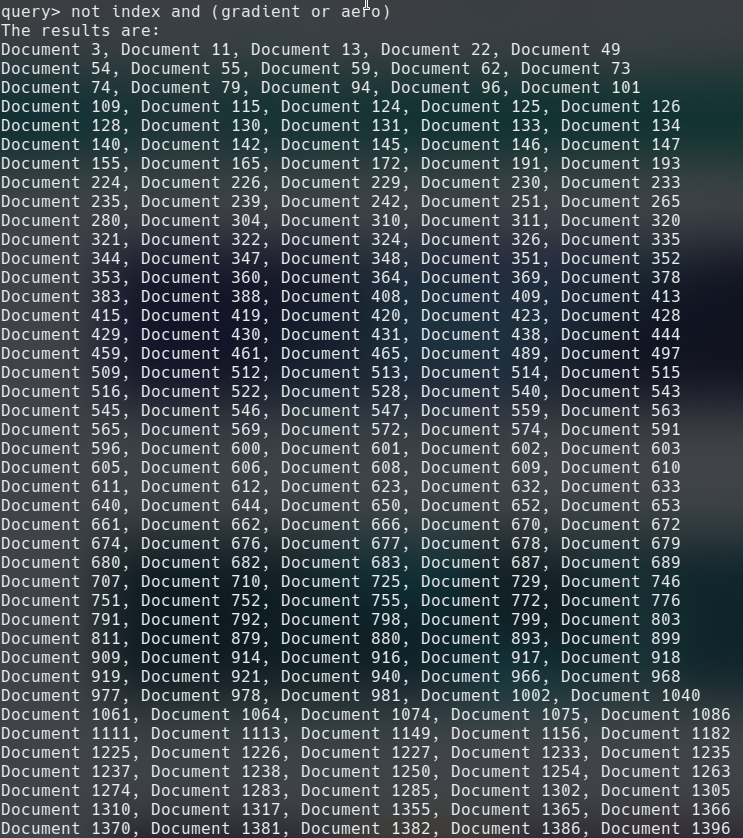 query> not index and (gradient or aero)
The results are:
Document 3, Document 11, Document 13, Document 22, Document 49
Document 54, Document 55, Document 59, Document 62, Document 73
Document 74, Document 79, Document 94, Document 96, Document 101
Document 109, Document 115, Document 124, Document 125, Document 126
Document 128, Document 130, Document 131, Document 133, Document 134
Document 140, Document 142, Document 145, Document 146, Document 147
Document 155, Document 165, Document 172, Document 191, Document 193
Document 224, Document 226, Document 229, Document 230, Document 233
Document 235, Document 239, Document 242, Document 251, Document 265
Document 280, Document 304, Document 310, Document 311, Document 320
Document 321, Document 322, Document 324, Document 326, Document 335
Document 344, Document 347, Document 348, Document 351, Document 352
Document 353, Document 360, Document 364, Document 369, Document 378
Document 383, Document 388, Document 408, Document 409, Document 413
Document 415, Document 419, Document 420, Document 423, Document 428
Document 429, Document 430, Document 431, Document 438, Document 444
Document 459, Document 461, Document 465, Document 489, Document 497
Document 509, Document 512, Document 513, Document 514, Document 515
Document 516, Document 522, Document 528, Document 540, Document 543
Document 545, Document 546, Document 547, Document 559, Document 563
Document 565, Document 569, Document 572, Document 574, Document 591
Document 596, Document 600, Document 601, Document 602, Document 603
Document 605, Document 606, Document 608, Document 609, Document 610
Document 611, Document 612, Document 623, Document 632, Document 633
Document 640, Document 644, Document 650, Document 652, Document 653
Document 661, Document 662, Document 666, Document 670, Document 672
Document 674, Document 676, Document 677, Document 678, Document 679
Document 680, Document 682, Document 683, Document 687, Document 689
Document 707, Document 710, Document 725, Document 729, Document 746
Document 751, Document 752, Document 755, Document 772, Document 776
Document 791, Document 792, Document 798, Document 799, Document 803
Document 811, Document 879, Document 880, Document 893, Document 899
Document 909, Document 914, Document 916, Document 917, Document 918
Document 919, Document 921, Document 940, Document 966, Document 968
Document 977, Document 978, Document 981, Document 1002, Document 1040
Document 1061, Document 1064, Document 1074, Document 1075, Document 1086
Document 1111, Document 1113, Document 1149, Document 1156, Document 1182
Document 1225, Document 1226, Document 1227, Document 1233, Document 1235
Document 1237, Document 1238, Document 1250, Document 1254, Document 1263
Document 1274, Document 1283, Document 1285, Document 1302, Document 1305
Document 1310, Document 1317, Document 1355, Document 1365, Document 1366
Document 1370, Document 1381, Document 1382, Document 1386, Document 1396